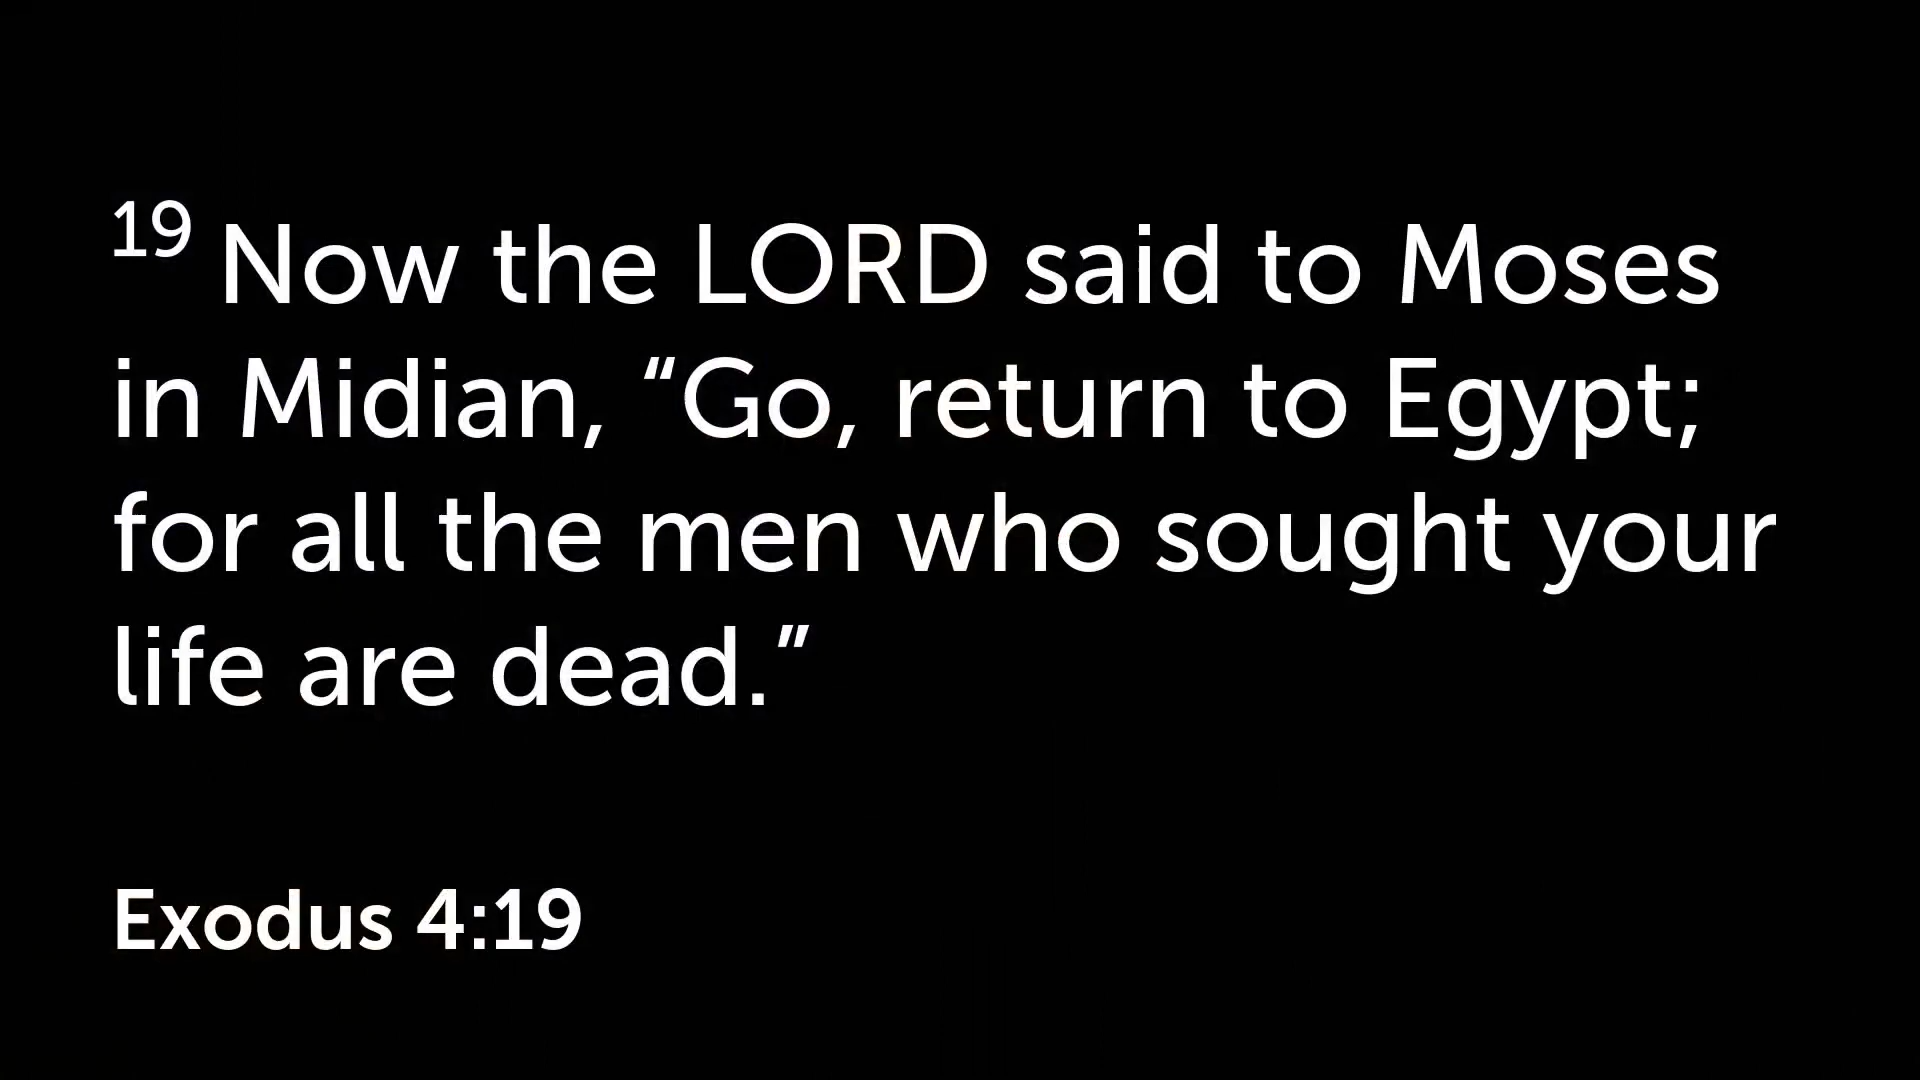 19 Now the LORD said to Moses
in Midian, “Go, return to Egypt;
for all the men who sought your
life are dead.”
Exodus 4:19